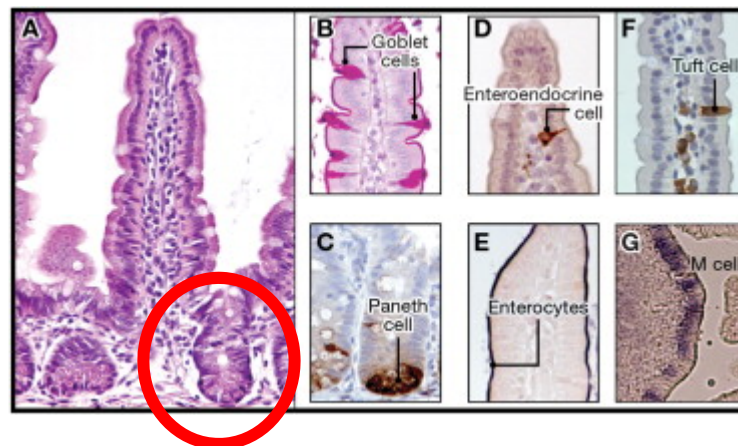 A
B
Goblet
cells
D
Enteroendocrine
cell
F
Tuft cell
C
Paneth
cell
E
Enterocytes
G
M cell